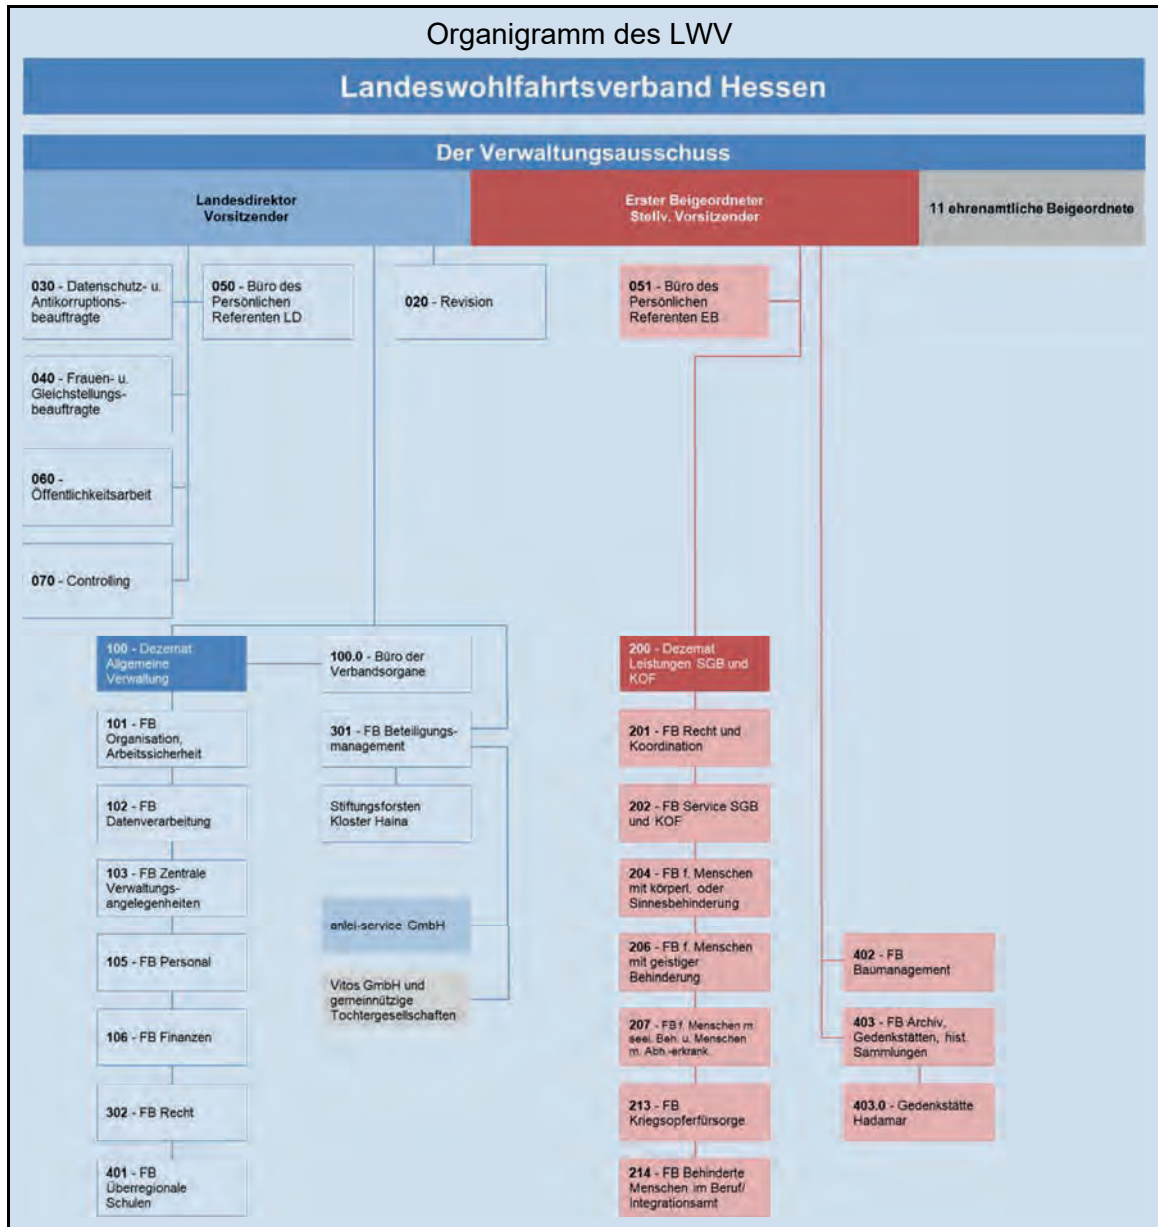 Organigramm des LWV
Landeswohlfahrtsverband Hessen
Der Verwaltungsausschuss
Landesdirektor
Vorsitzender
Erster Beigeordneter
Stellv. Vorsitzender
11 ehrenamtliche Beigeordnete
030 - Datenschutz- u.
Antikorruptions-
beauftragte
050 - Büro des
Persönlichen
Referenten LD
020 - Revision
051 - Büro des
Persönlichen
Referenten EB
040 - Frauen- u.
Gleichstellungs-
beauftragte
060 -
Öffentlichkeitsarbeit
070 - Controlling
100 - Dezernat
Allgemeine
Verwaltung
100.0 - Büro der
Verbandsorgane
200 - Dezernat
Leistungen SGB und
KOF
101 - FB
Organisation,
Arbeitssicherheit
301 - FB Beteiligungs-
management
201 - FB Recht und
Koordination
102 - FB
Datenverarbeitung
Stiftungsforsten
Kloster Haina
202 - FB Service SGB
und KOF
103 - FB Zentrale
Verwaltungs-
angelegenheiten
anlei-service GmbH
204 - FB f. Menschen
mit körperl. oder
Sinnesbehinderung
105 - FB Personal
Vitos GmbH und
gemeinnützige
Tochtergesellschaften
206 - FB f. Menschen
mit geistiger
Behinderung
402 - FB
Baumanagement
106 - FB Finanzen
207 - FB f. Menschen m.
seel. Beh. u. Menschen
m. Abh.-erkrank.
403 - FB Archiv,
Gedenkstätten, hist.
Sammlungen
302 - FB Recht
213 - FB
Kriegsopferfürsorge
403.0 - Gedenkstätte
Hadamar
401 - FB
Überregionale
Schulen
214 - FB Behinderte
Menschen im Beruf/
Integrationsamt